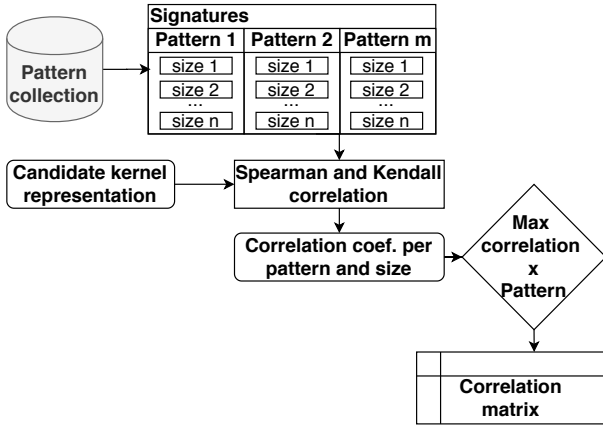 Signatures
Pattern 1 Pattern 2 Pattern m
size 1 size 1 size 1
size 2 size 2 size 2
... ... ...
size n size n size n
Pattern
collection
Candidate kernel
representation
Spearman and Kendall
correlation
Correlation coef. per
pattern and size
Max
correlation
x
Pattern
Correlation
matrix